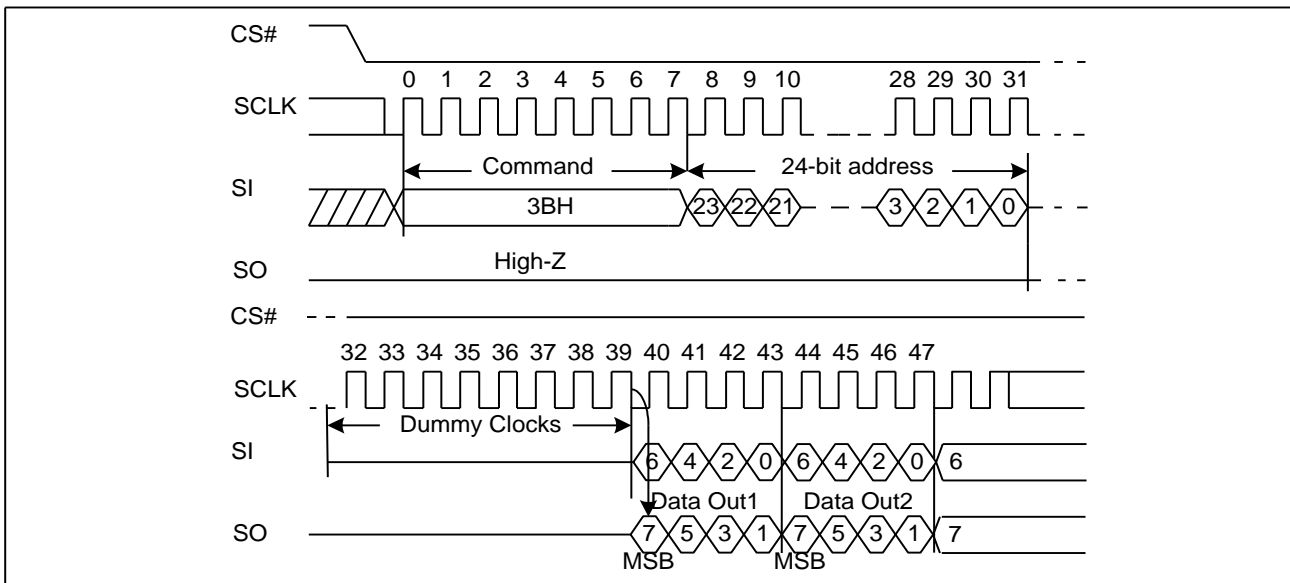 CS#
0 1 2 3 4 5 6 7 8 9 10 28 29 30 31
SCLK
Command 24-bit address
SI
3BH 23 22 21 3 2 1 0
High-Z
SO
CS#
32 33 34 35 36 37 38 39 40 41 42 43 44 45 46 47
SCLK
Dummy Clocks
SI
6 4 2 0 6 4 2 0 6
Data Out1 Data Out2
SO
7 5 3 1 7 5 3 1 7
MSB MSB